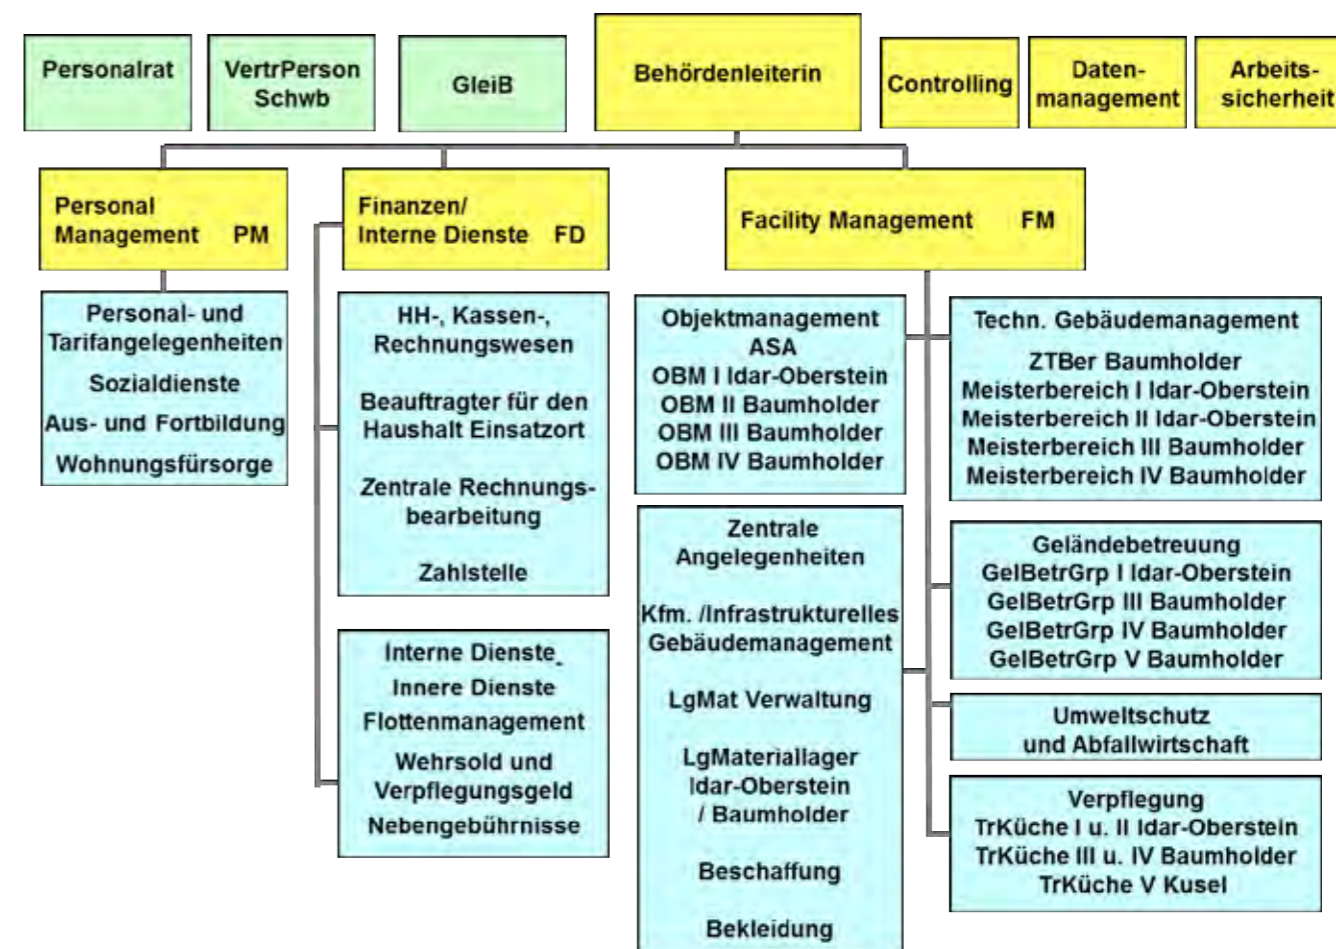 Personalrat
VertrPerson
Schwb
GleiB
Behördenleiterin
Controlling
Daten-
management
Arbeits-
sicherheit
Personal
Management PM
Finanzen/
Interne Dienste FD
Facility Management FM
Personal- und
Tarifangelegenheiten
Sozialdienste
Aus- und Fortbildung
Wohnungsfürsorge
HH-, Kassen-,
Rechnungswesen
Beauftragter für den
Haushalt Einsatzort
Zentrale Rechnungs-
bearbeitung
Zahlstelle
Interne Dienste
Innere Dienste
Flottenmanagement
Wehrsold und
Verpflegungsgeld
Nebengebührnisse
Objektmanagement
ASA
OBM I Idar-Oberstein
OBM II Baumholder
OBM III Baumholder
OBM IV Baumholder
Zentrale
Angelegenheiten
Kfm. /Infrastrukturelles
Gebäudemanagement
LgMat Verwaltung
LgMateriallager
Idar-Oberstein
/ Baumholder
Beschaffung
Bekleidung
Techn. Gebäudemanagement
ZTBer Baumholder
Meisterbereich I Idar-Oberstein
Meisterbereich II Idar-Oberstein
Meisterbereich III Baumholder
Meisterbereich IV Baumholder
Geländebetreuung
GelBetrGrp I Idar-Oberstein
GelBetrGrp III Baumholder
GelBetrGrp IV Baumholder
GelBetrGrp V Baumholder
Umweltschutz
und Abfallwirtschaft
Verpflegung
TrKüche I u. II Idar-Oberstein
TrKüche III u. IV Baumholder
TrKüche V Kusel